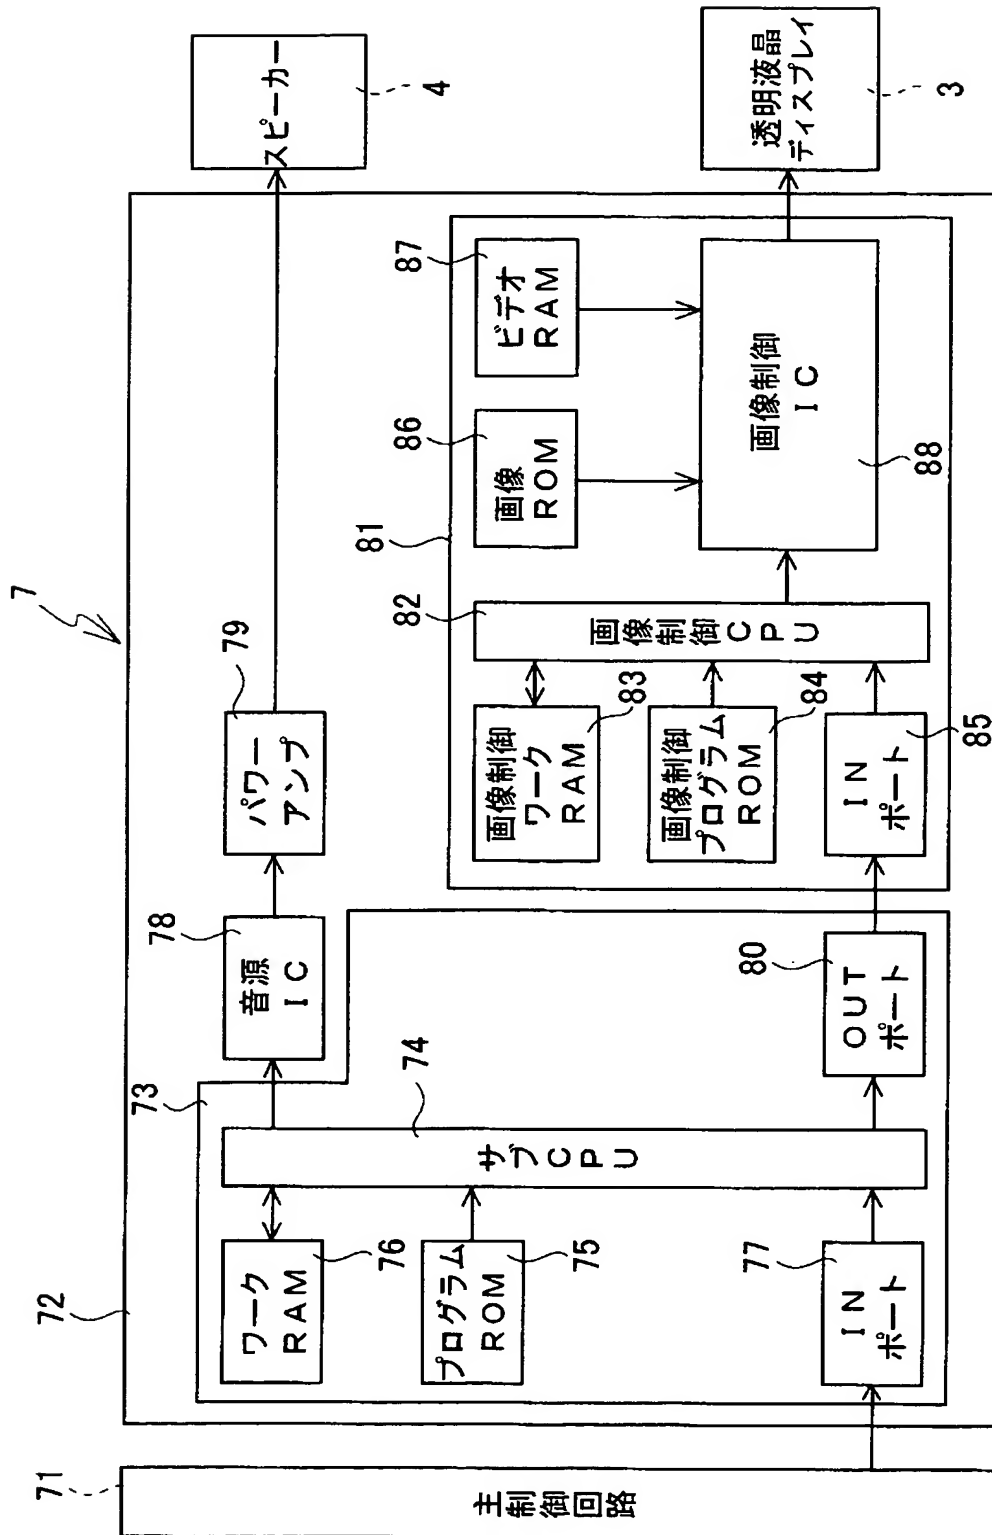 7
71
主制御回路
72
73
ワーク
RAM
76
プログラム
ROM
75
IN
ポート
77
サブCPU
74
OUT
ポート
80
音源
IC
78
パワー
アンプ
79
スピーカー
4
81
82
画像制御CPU
画像制御
ワーク
RAM
83
画像制御
プログラム
ROM
84
IN
ポート
85
画像
ROM
86
ビデオ
RAM
87
画像制御
IC
88
透明液晶
ディスプレイ
3